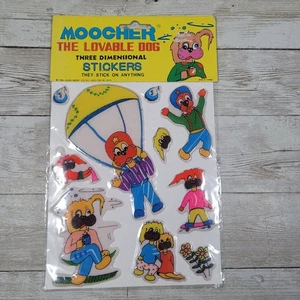 MOOCHER
THE LOVABLE DOG
THREE DIMENSIONAL
STICKERS
THEY STICK ON ANYTHING